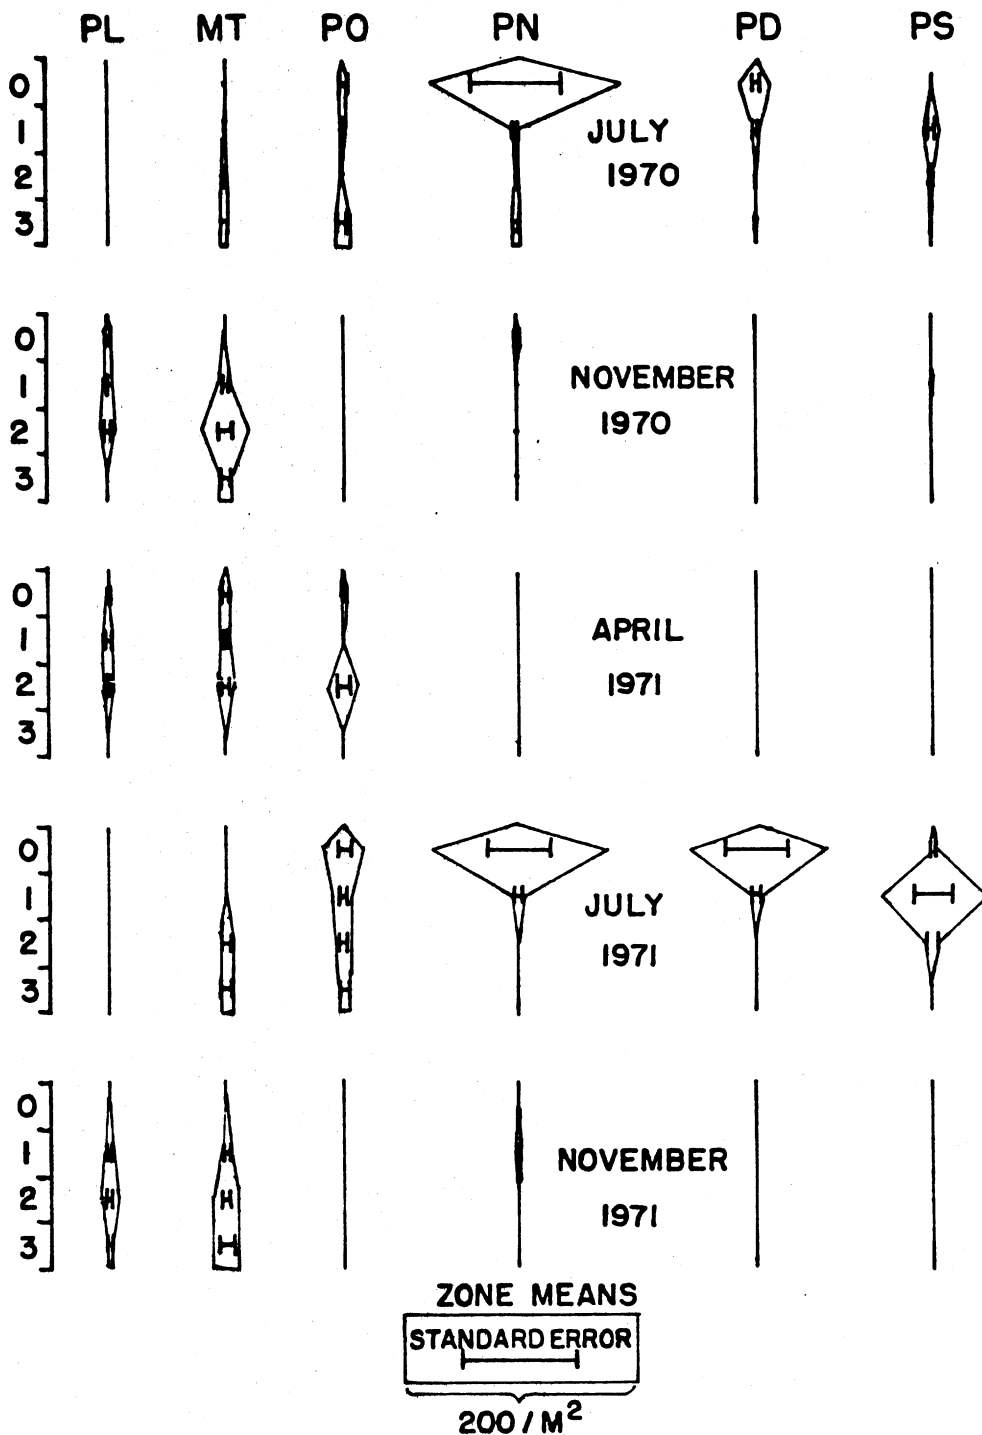 PL MT PO PN PD PS
0
1 JULY
2 1970
3
0
1 NOVEMBER
2 1970
3
0
1 APRIL
2 1971
3
0
1 JULY
2 1971
3
0
1 NOVEMBER
2 1971
3
ZONE MEANS
STANDARD ERROR
200 / M²